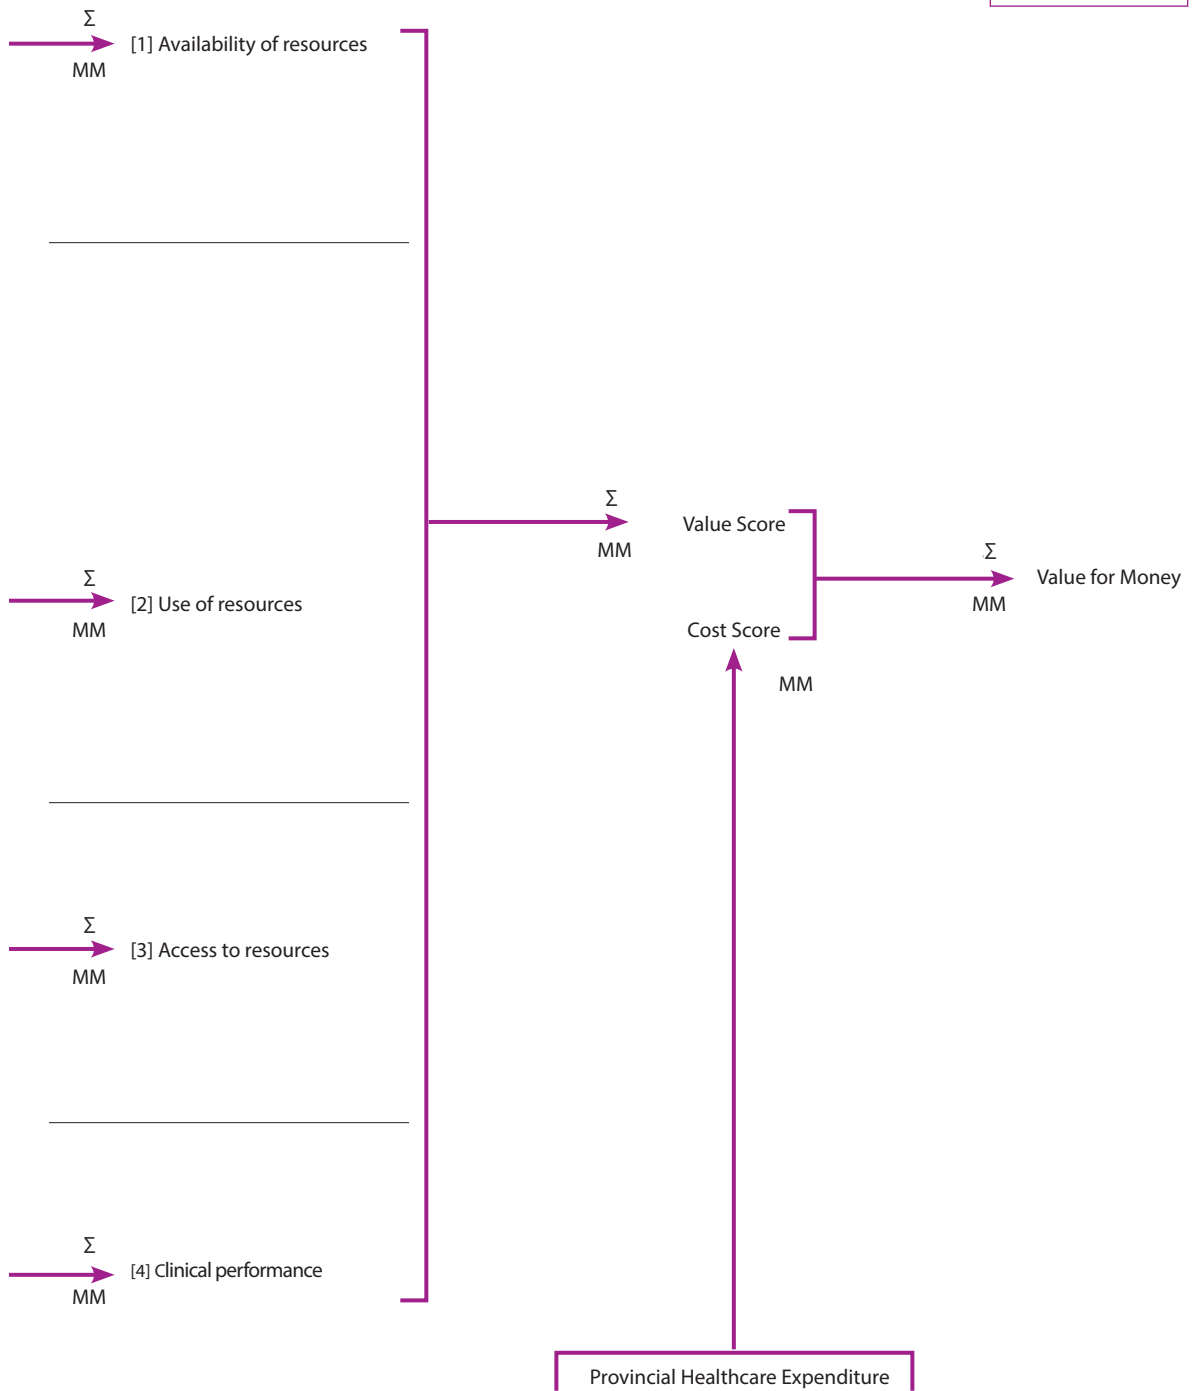 Σ
MM
[1] Availability of resources
Σ
MM
[2] Use of resources
Σ
MM
[3] Access to resources
Σ
MM
[4] Clinical performance
Σ
MM
Value Score
Cost Score
MM
Σ
MM
Value for Money
Provincial Healthcare Expenditure